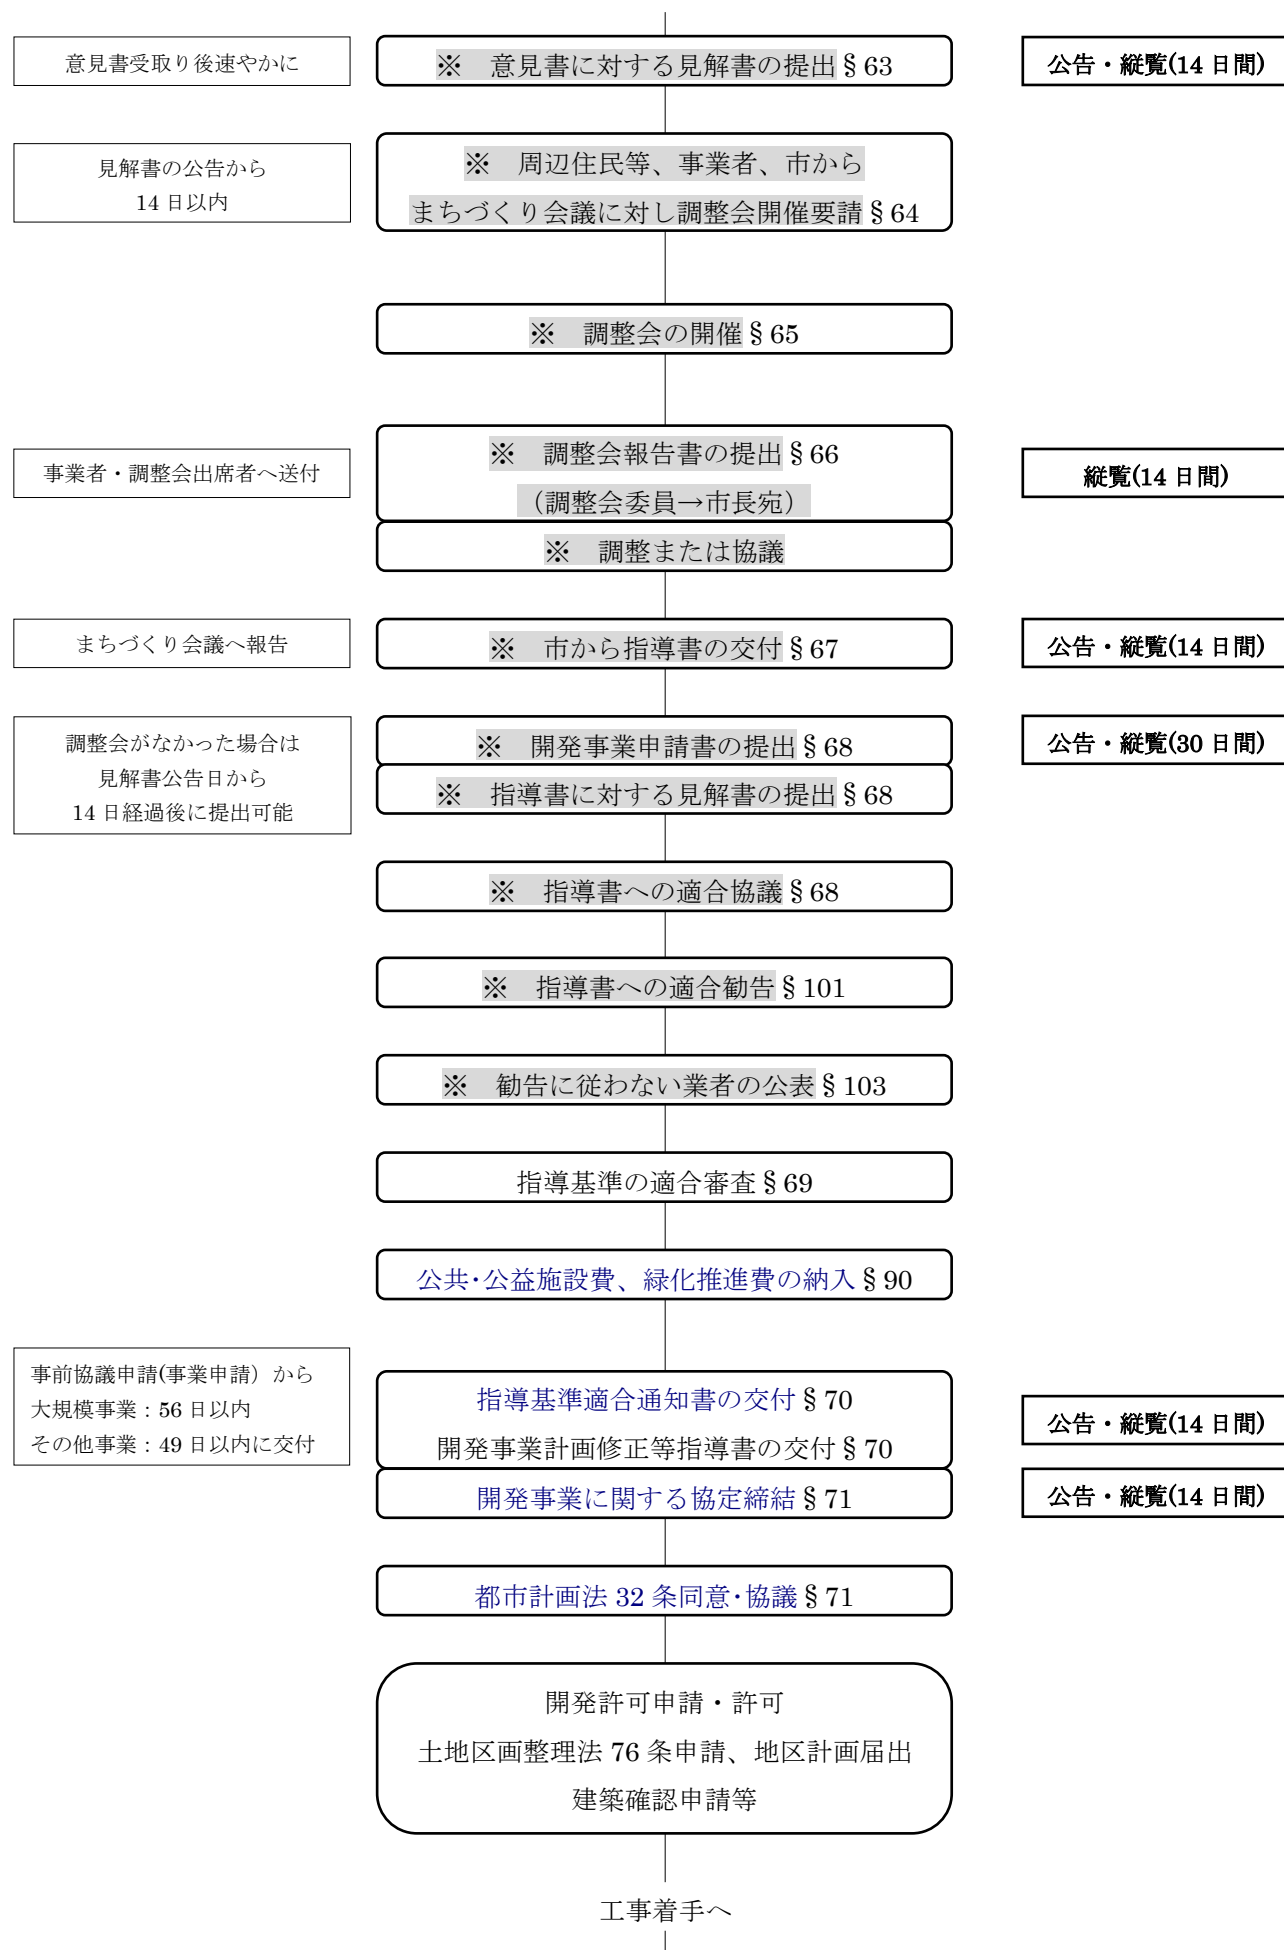 意見書受取り後速やかに
※　意見書に対する見解書の提出§63
公告・縦覧(14日間)
見解書の公告から
14日以内
※　周辺住民等、事業者、市から
まちづくり会議に対し調整会開催要請§64
※　調整会の開催§65
事業者・調整会出席者へ送付
※　調整会報告書の提出§66
（調整会委員→市長宛）
縦覧(14日間)
※　調整または協議
まちづくり会議へ報告
※　市から指導書の交付§67
公告・縦覧(14日間)
調整会がなかった場合は
見解書公告日から
14日経過後に提出可能
※　開発事業申請書の提出§68
公告・縦覧(30日間)
※　指導書に対する見解書の提出§68
※　指導書への適合協議§68
※　指導書への適合勧告§101
※　勧告に従わない業者の公表§103
指導基準の適合審査§69
公共･公益施設費、緑化推進費の納入§90
事前協議申請(事業申請）から
大規模事業：56日以内
その他事業：49日以内に交付
指導基準適合通知書の交付§70
開発事業計画修正等指導書の交付§70
公告・縦覧(14日間)
開発事業に関する協定締結§71
公告・縦覧(14日間)
都市計画法32条同意･協議§71
開発許可申請・許可
土地区画整理法76条申請、地区計画届出
建築確認申請等
工事着手へ